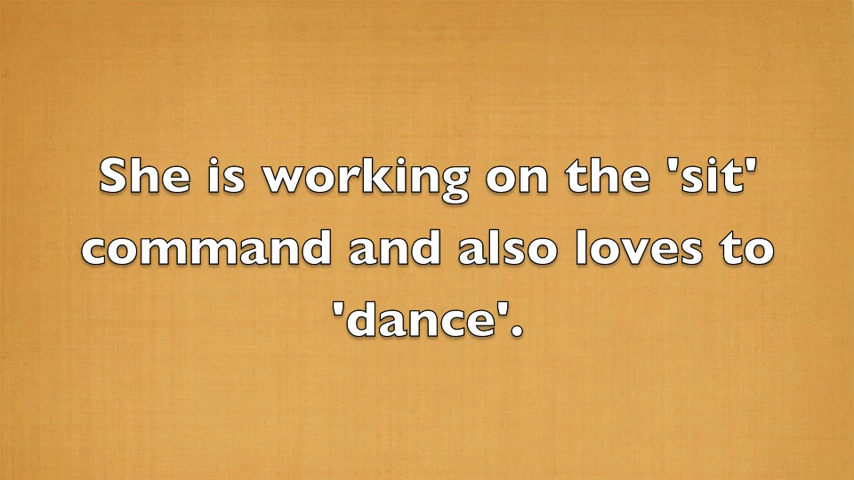 She is working on the 'sit'
command and also loves to
'dance'.